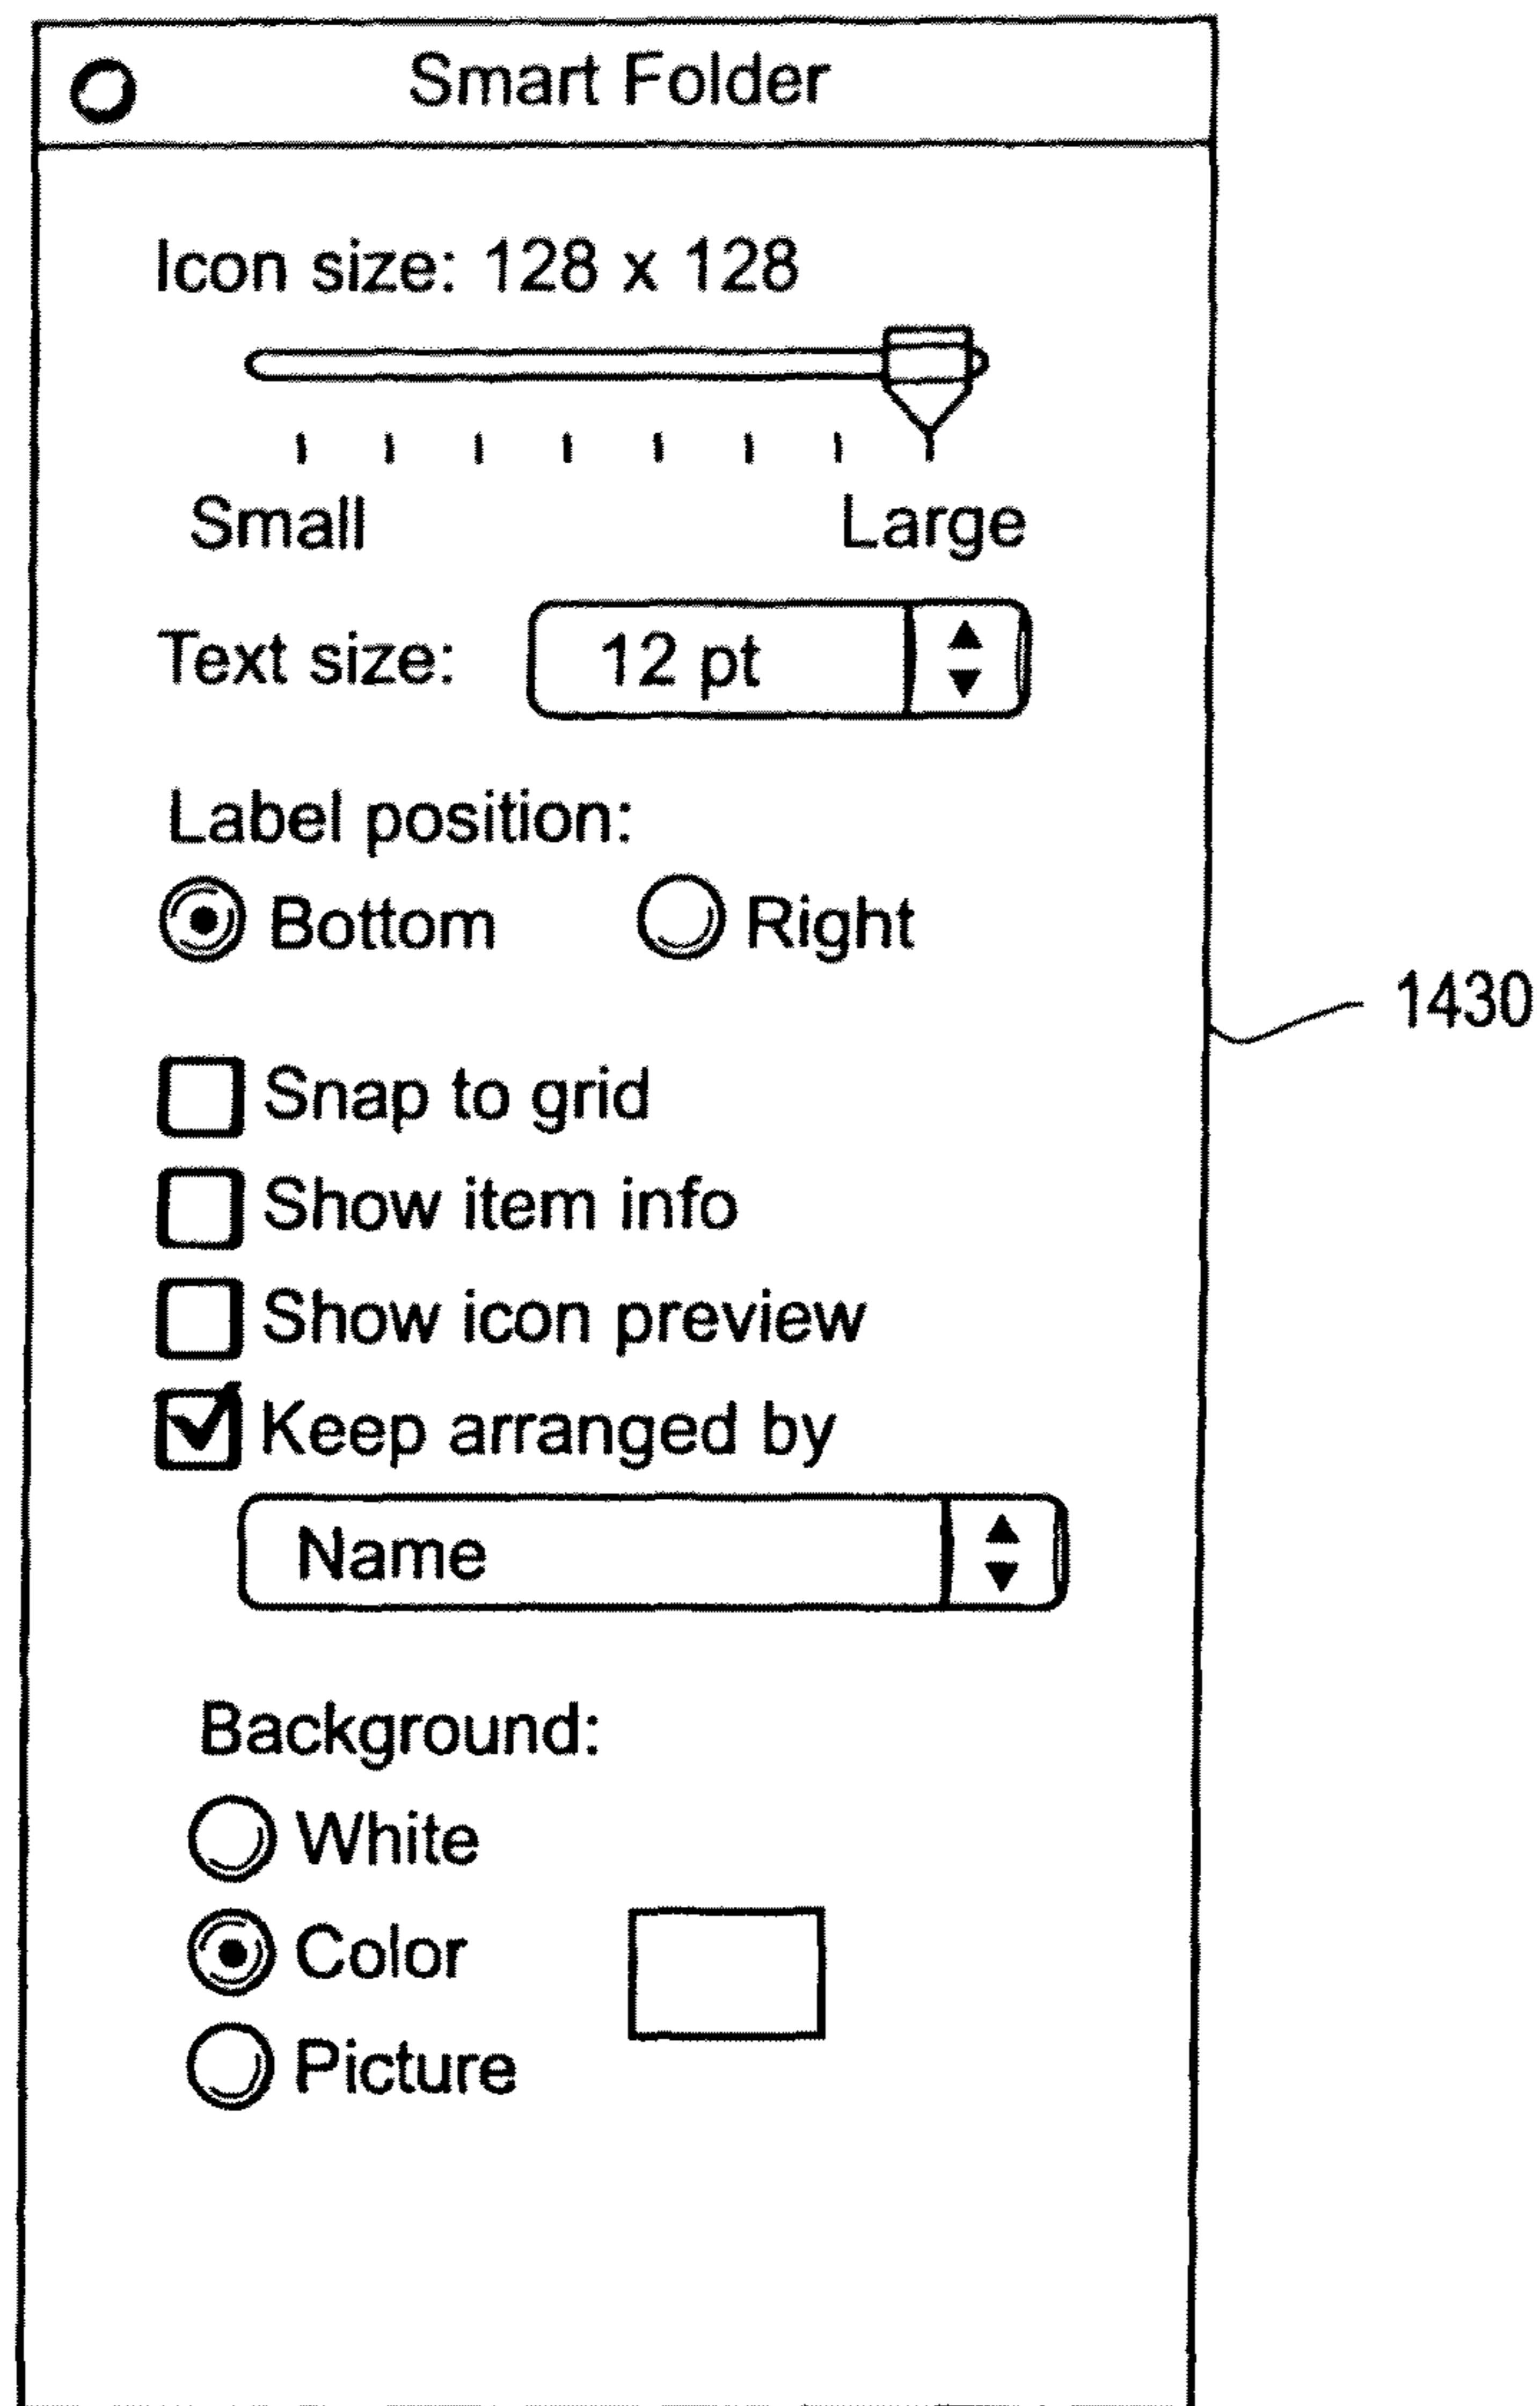 Smart Folder
Icon size: 128 x 128
Small Large
Text size: 12 pt
Label position:
Bottom Right
1430
Snap to grid
Show item info
Show icon preview
Keep arranged by
Name
Background:
White
Color
Picture